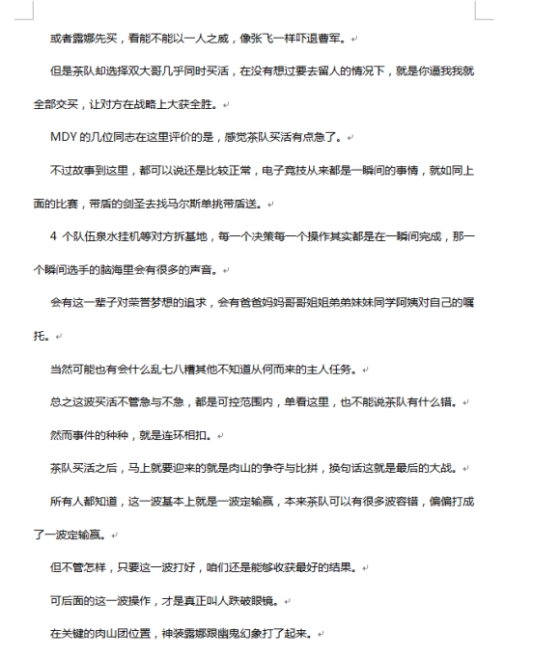 或者露娜先买，看能不能以一人之威，像张飞一样吓退曹军。
但是茶队却选择双大哥几乎同时买活，在没有想过要去留人的情况下，就是你逼我我就
全部交买，让对方在战略上大获全胜。
MDY 的几位同志在这里评价的是，感觉茶队买活有点急了。
不过故事到这里，都可以说还是比较正常，电子竞技从来都是一瞬间的事情，就如同上
面的比赛，带盾的剑圣去找马尔斯单挑带盾送。
4 个队伍泉水挂机等对方拆基地，每一个决策每一个操作其实都是在一瞬间完成，那一
个瞬间选手的脑海里会有很多的声音。
会有这一辈子对荣誉梦想的追求，会有爸爸妈妈哥哥姐姐弟弟妹妹同学阿姨对自己的嘱
托。
当然可能也有会什么乱七八糟其他不知道从何而来的主人任务。
总之这波买活不管急与不急，都是可控范围内，单看这里，也不能说茶队有什么错。
然而事件的种种，就是连环相扣。
茶队买活之后，马上就要迎来的就是肉山的争夺与比拼，换句话这就是最后的大战。
所有人都知道，这一波基本上就是一波定输赢，本来茶队可以有很多波容错，偏偏打成
了一波定输赢。
但不管怎样，只要这一波打好，咱们还是能够收获最好的结果。
可后面的这一波操作，才是真正叫人跌破眼镜。
在关键的肉山团位置，神装露娜跟幽鬼幻象打了起来。